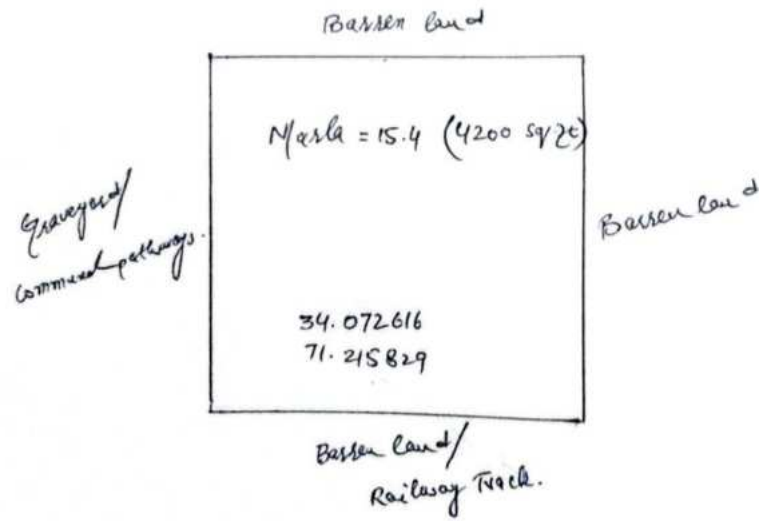 Barren land
Marla = 15.4 (4200 sq ft)
Graveyard/
Communal pathways.
Barren land
34.072616
71.215829
Barren land/
Railway Track.